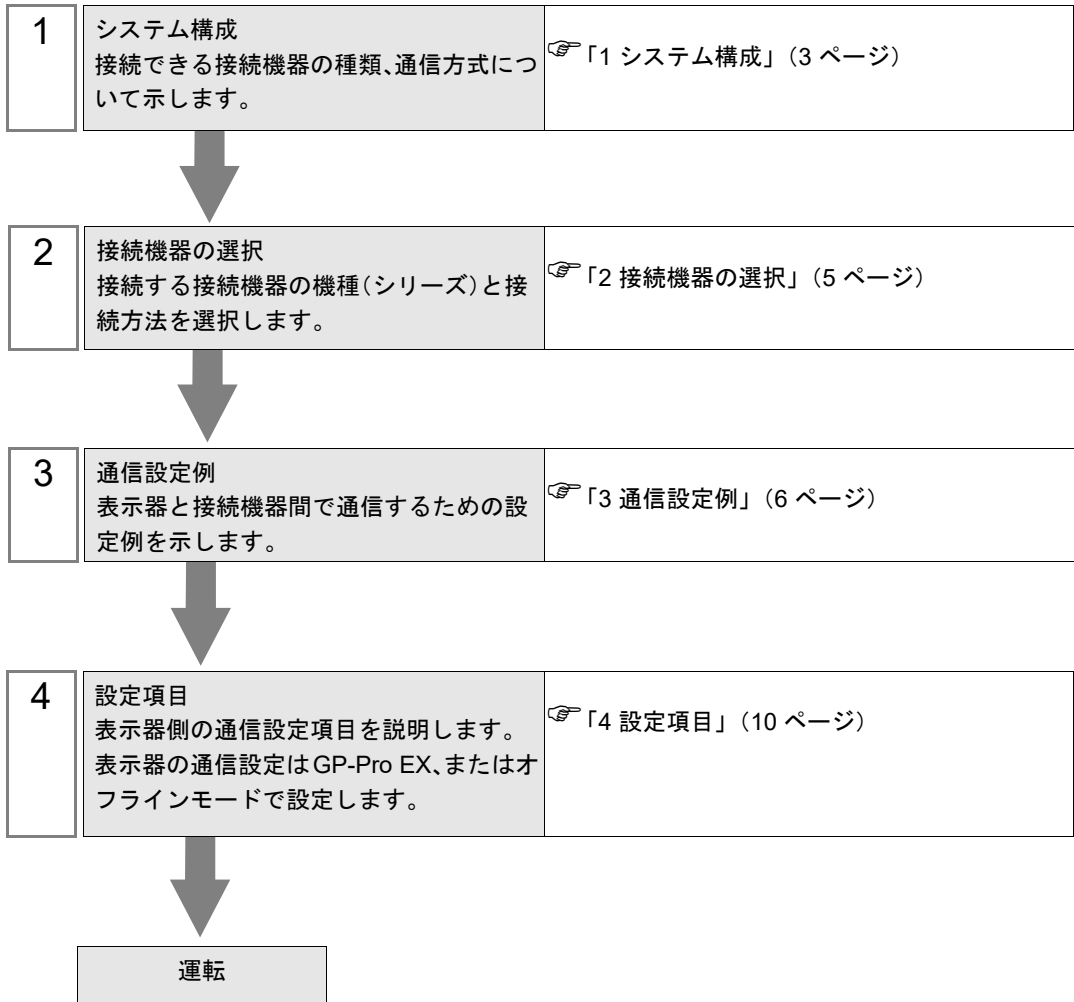 1
システム構成
接続できる接続機器の種類、通信方式につ
いて示します。
☞「1 システム構成」（3 ページ）
2
接続機器の選択
接続する接続機器の機種（シリーズ）と接
続方法を選択します。
☞「2 接続機器の選択」（5 ページ）
3
通信設定例
表示器と接続機器間で通信するための設
定例を示します。
☞「3 通信設定例」（6 ページ）
4
設定項目
表示器側の通信設定項目を説明します。
表示器の通信設定はGP-Pro EX、またはオ
フラインモードで設定します。
☞「4 設定項目」（10 ページ）
運転